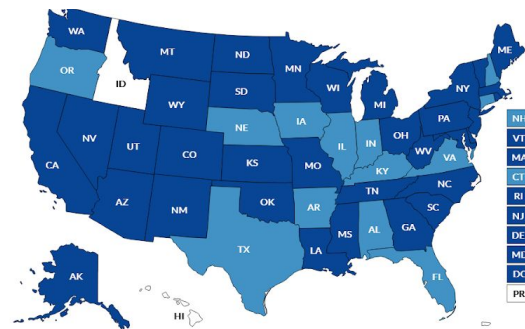 WA
ME
MT
ND
MN
OR
ID
WI
NY
SD
MI
WY
PA
IA
NE
OH
NV
IL
IN
UT
WV
VA
CO
CA
KS
MO
KY
NC
TN
OK
AZ
NM
AR
SC
MS
AL
GA
TX
LA
AK
FL
HI
NH
VT
MA
CT
RI
NJ
DE
MD
DC
PR